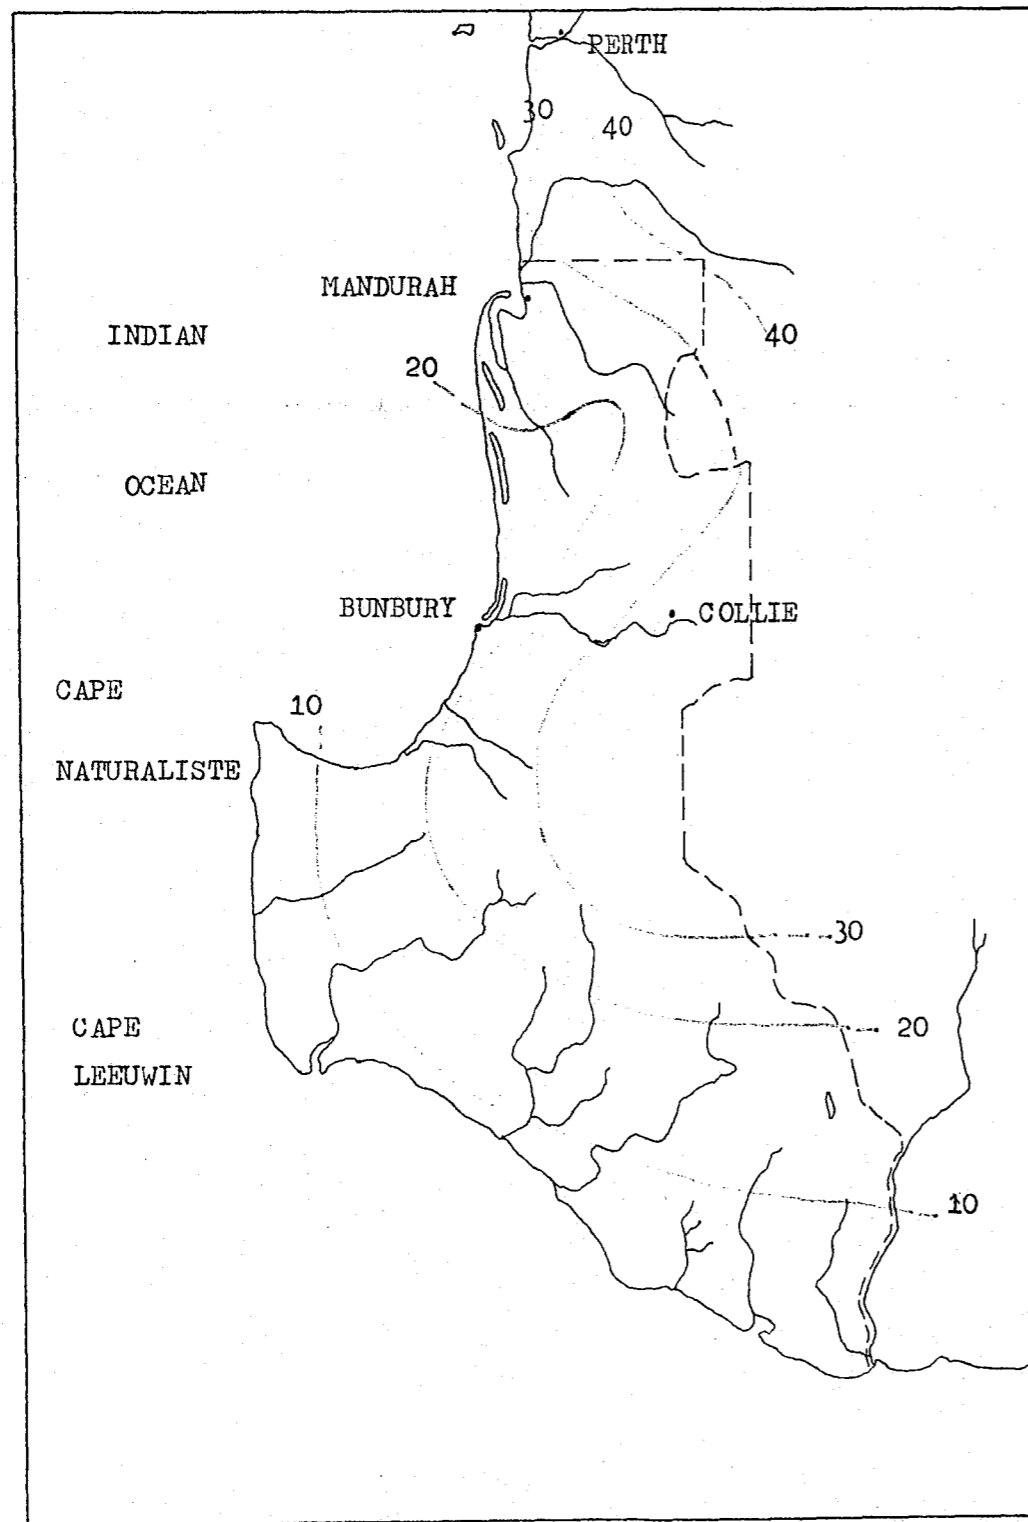 PERTH
30
40
MANDURAH
INDIAN
40
20
OCEAN
BUNBURY
COLLIE
CAPE
10
NATURALISTE
30
CAPE
20
LEEUWIN
10